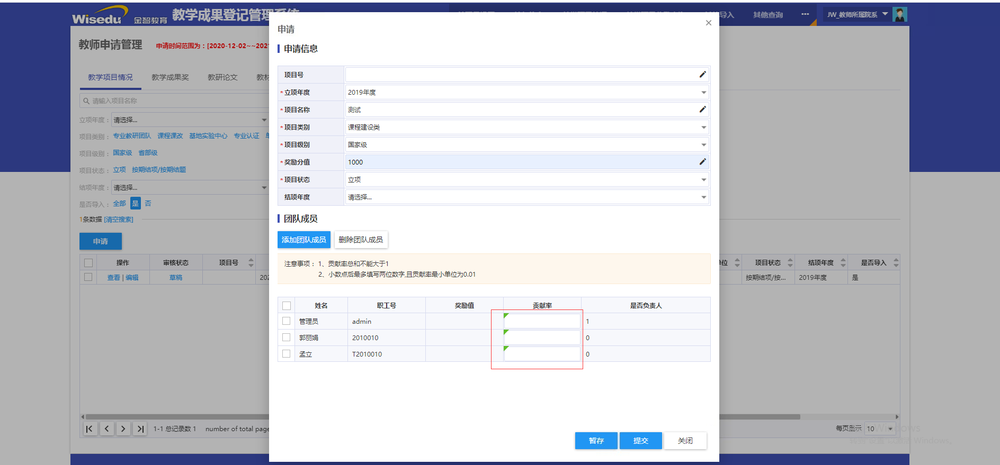 Wisedu 金智教育 教学成果登记管理系统
导入 其他查询 ••• JW_教师所属院系
教师申请管理 申请时间范围为：[2020-12-02~~2021
教学项目情况 教学成果奖 教研论文 教材
请输入项目名称
立项年度： 请选择...
项目类别： 专业教研团队 课程课改 基地实验中心 专业认证
项目级别： 国家级 省部级
项目状态： 立项 按期结项/按期结题
结项年度： 请选择...
是否导入： 全部 是 否
1条数据 [清空搜索]
申请
操作 审核状态 项目号
查看 | 编辑 草稿 202
单位 项目状态 结项年度 是否导入
按期结项/按... 2019年度 是
1-1 总记录数 1 number of total page
每页显示 10
Windows
转到"设置"以激活 Windows。
申请
申请信息
项目号
* 立项年度 2019年度
* 项目名称 测试
* 项目类别 课程建设类
* 项目级别 国家级
* 奖励分值 1000
* 项目状态 立项
结项年度 请选择...
团队成员
添加团队成员 删除团队成员
注意事项： 1、贡献率总和不能大于1
2、小数点后最多填写两位数字,且贡献率最小单位为0.01
姓名 职工号 奖励值 贡献率 是否负责人
管理员 admin 1
郭丽娟 2010010 0
孟立 T2010010 0
暂存 提交 关闭